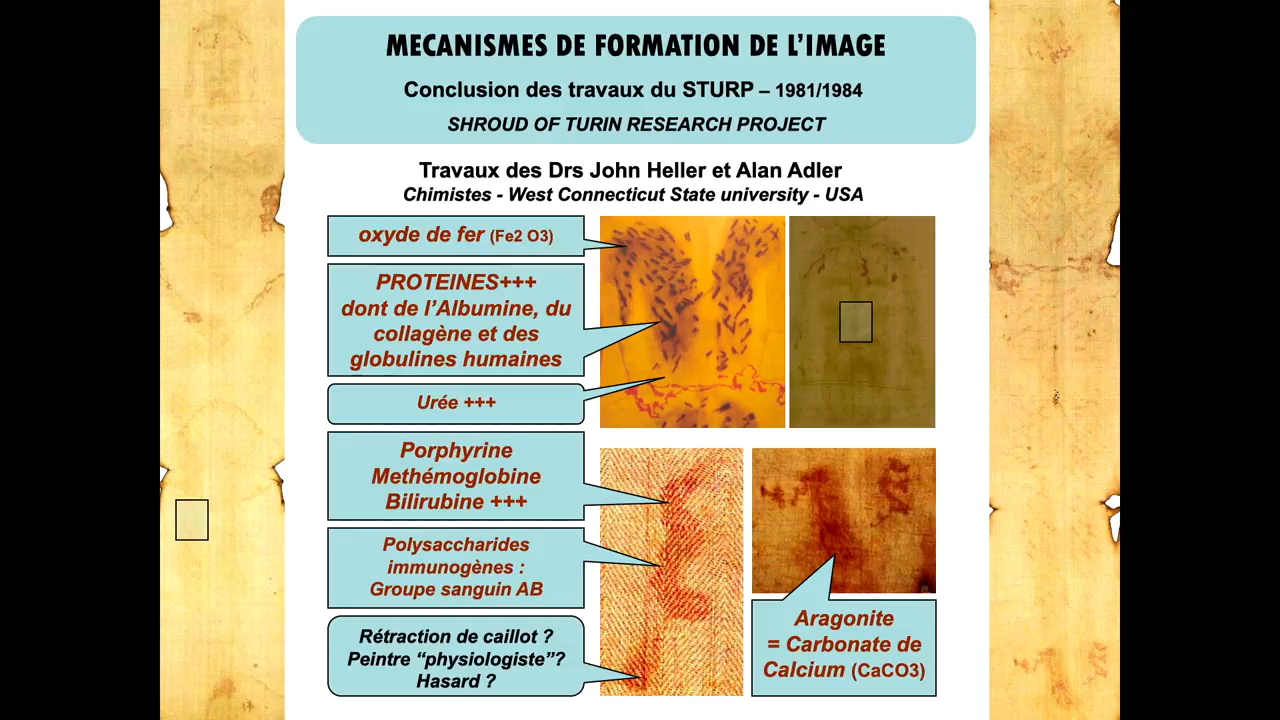 MECANISMES DE FORMATION DE L’IMAGE
Conclusion des travaux du STURP – 1981/1984
SHROUD OF TURIN RESEARCH PROJECT
Travaux des Drs John Heller et Alan Adler
Chimistes - West Connecticut State university - USA
oxyde de fer (Fe2 O3)
PROTEINES+++
dont de l’Albumine, du
collagène et des
globulines humaines
Urée +++
Porphyrine
Methémoglobine
Bilirubine +++
Polysaccharides
immunogènes :
Groupe sanguin AB
Rétraction de caillot ?
Peintre “physiologiste”?
Hasard ?
Aragonite
= Carbonate de
Calcium (CaCO3)